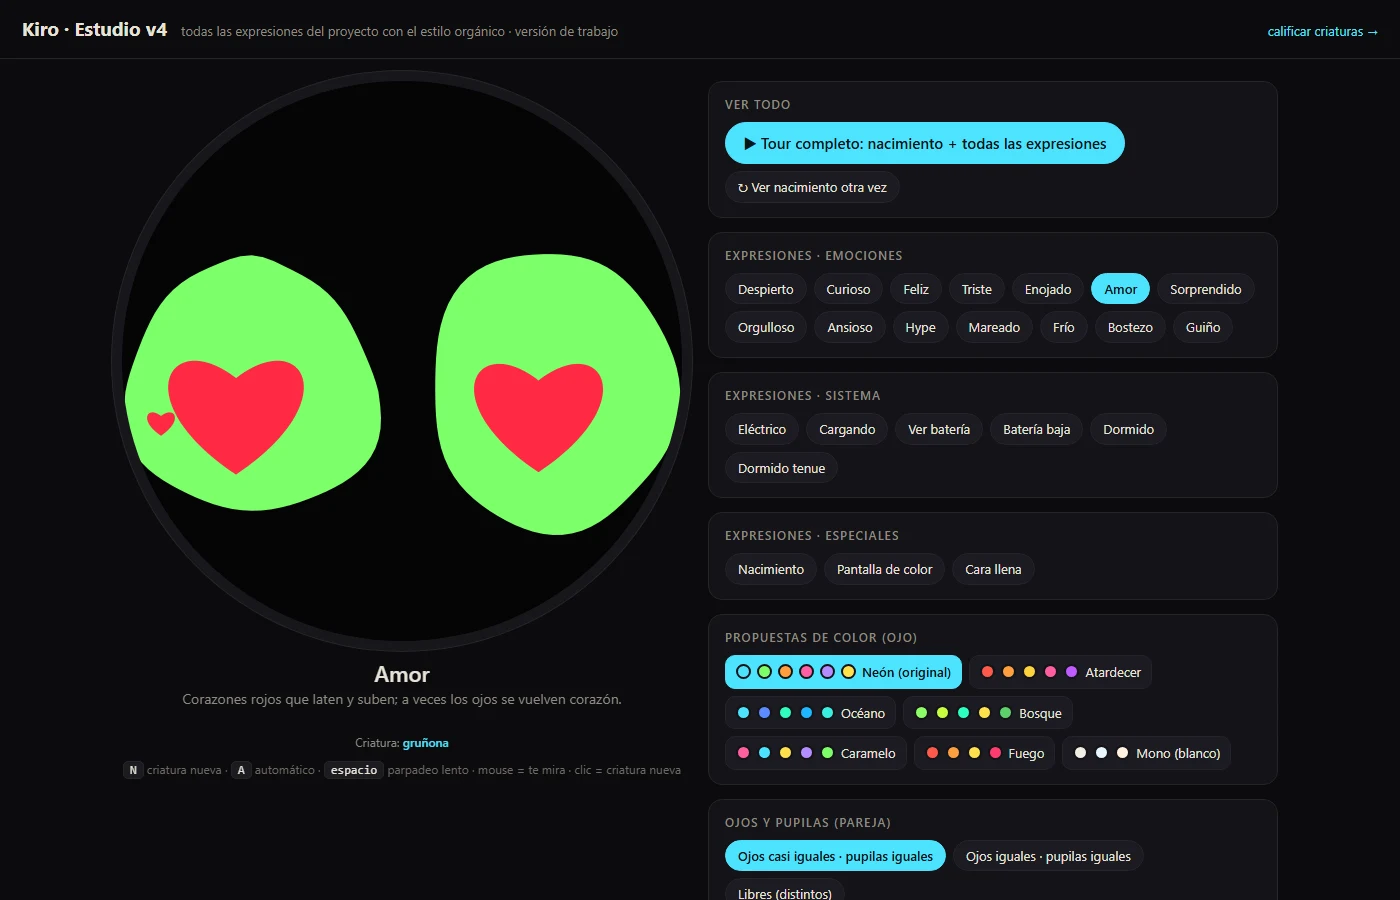 Kiro · Estudio v4 todas las expresiones del proyecto con el estilo orgánico · versión de trabajo
calificar criaturas →
Amor
Corazones rojos que laten y suben; a veces los ojos se vuelven corazón.
Criatura: gruñona
N criatura nueva · A automático · espacio parpadeo lento · mouse = te mira · clic = criatura nueva
VER TODO
▶ Tour completo: nacimiento + todas las expresiones
↻ Ver nacimiento otra vez
EXPRESIONES · EMOCIONES
Despierto Curioso Feliz Triste Enojado Amor Sorprendido
Orgulloso Ansioso Hype Mareado Frío Bostezo Guiño
EXPRESIONES · SISTEMA
Eléctrico Cargando Ver batería Batería baja Dormido
Dormido tenue
EXPRESIONES · ESPECIALES
Nacimiento Pantalla de color Cara llena
PROPUESTAS DE COLOR (OJO)
Neón (original) Atardecer
Océano Bosque
Caramelo Fuego Mono (blanco)
OJOS Y PUPILAS (PAREJA)
Ojos casi iguales · pupilas iguales Ojos iguales · pupilas iguales
Libres (distintos)